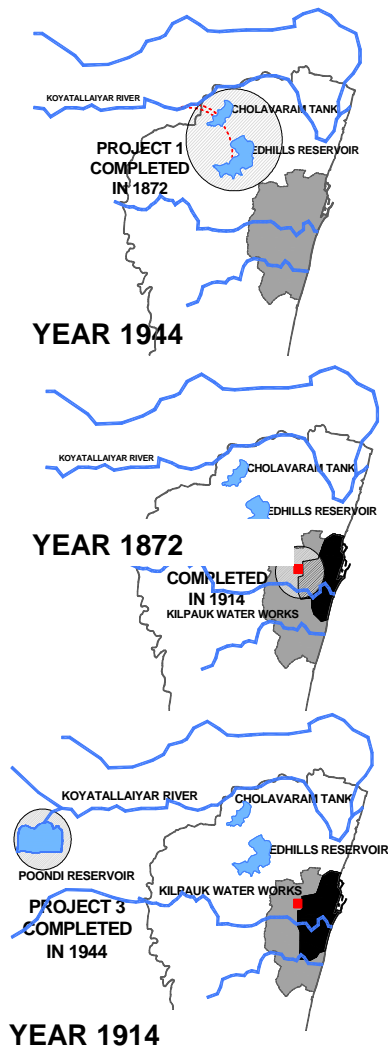 KOYATALLAIYAR RIVER
CHOLAVARAM TANK
PROJECT 1
COMPLETED
IN 1872
EDHILLS RESERVOIR
YEAR 1944
KOYATALLAIYAR RIVER
CHOLAVARAM TANK
EDHILLS RESERVOIR
YEAR 1872
COMPLETED
IN 1914
KILPAUK WATER WORKS
KOYATALLAIYAR RIVER
CHOLAVARAM TANK
EDHILLS RESERVOIR
POONDI RESERVOIR
KILPAUK WATER WORKS
PROJECT 3
COMPLETED
IN 1944
YEAR 1914